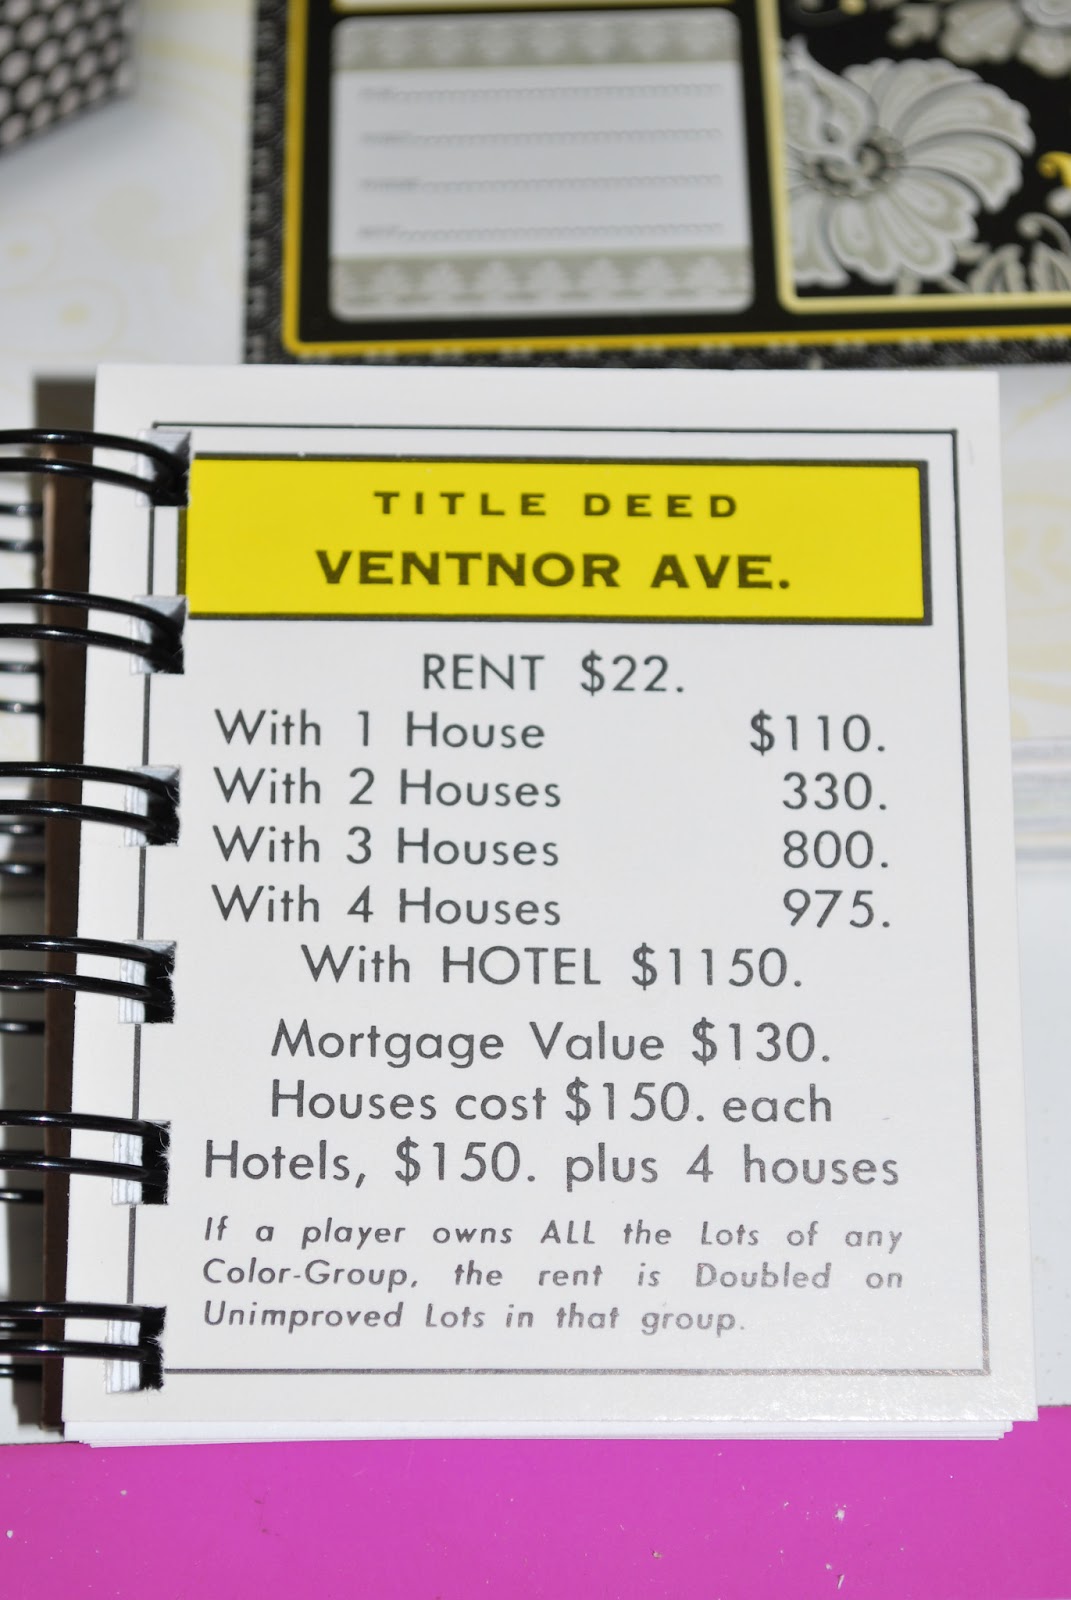 TITLE DEED
VENTNOR AVE.
RENT $22.
With 1 House $110.
With 2 Houses 330.
With 3 Houses 800.
With 4 Houses 975.
With HOTEL $1150.
Mortgage Value $130.
Houses cost $150. each
Hotels, $150. plus 4 houses
If a player owns ALL the Lots of any
Color-Group, the rent is Doubled on
Unimproved Lots in that group.